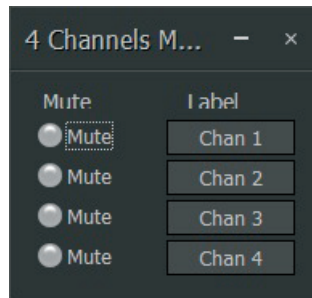 4 Channels M... – ×
Mute Label
Mute Chan 1
Mute Chan 2
Mute Chan 3
Mute Chan 4